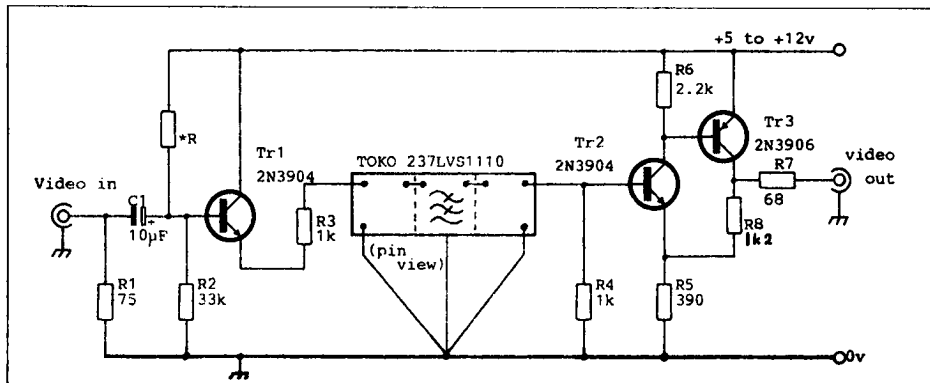 +5 to +12v
R6
2.2k
*R
Tr3
2N3906
Tr2
2N3904
Tr1
2N3904
TOKO 237LVS1110
R7
68
video
out
Video in
C1
+
10µF
R3
1k
(pin
view)
R8
1k2
R1
75
R2
33k
R4
1k
R5
390
0v